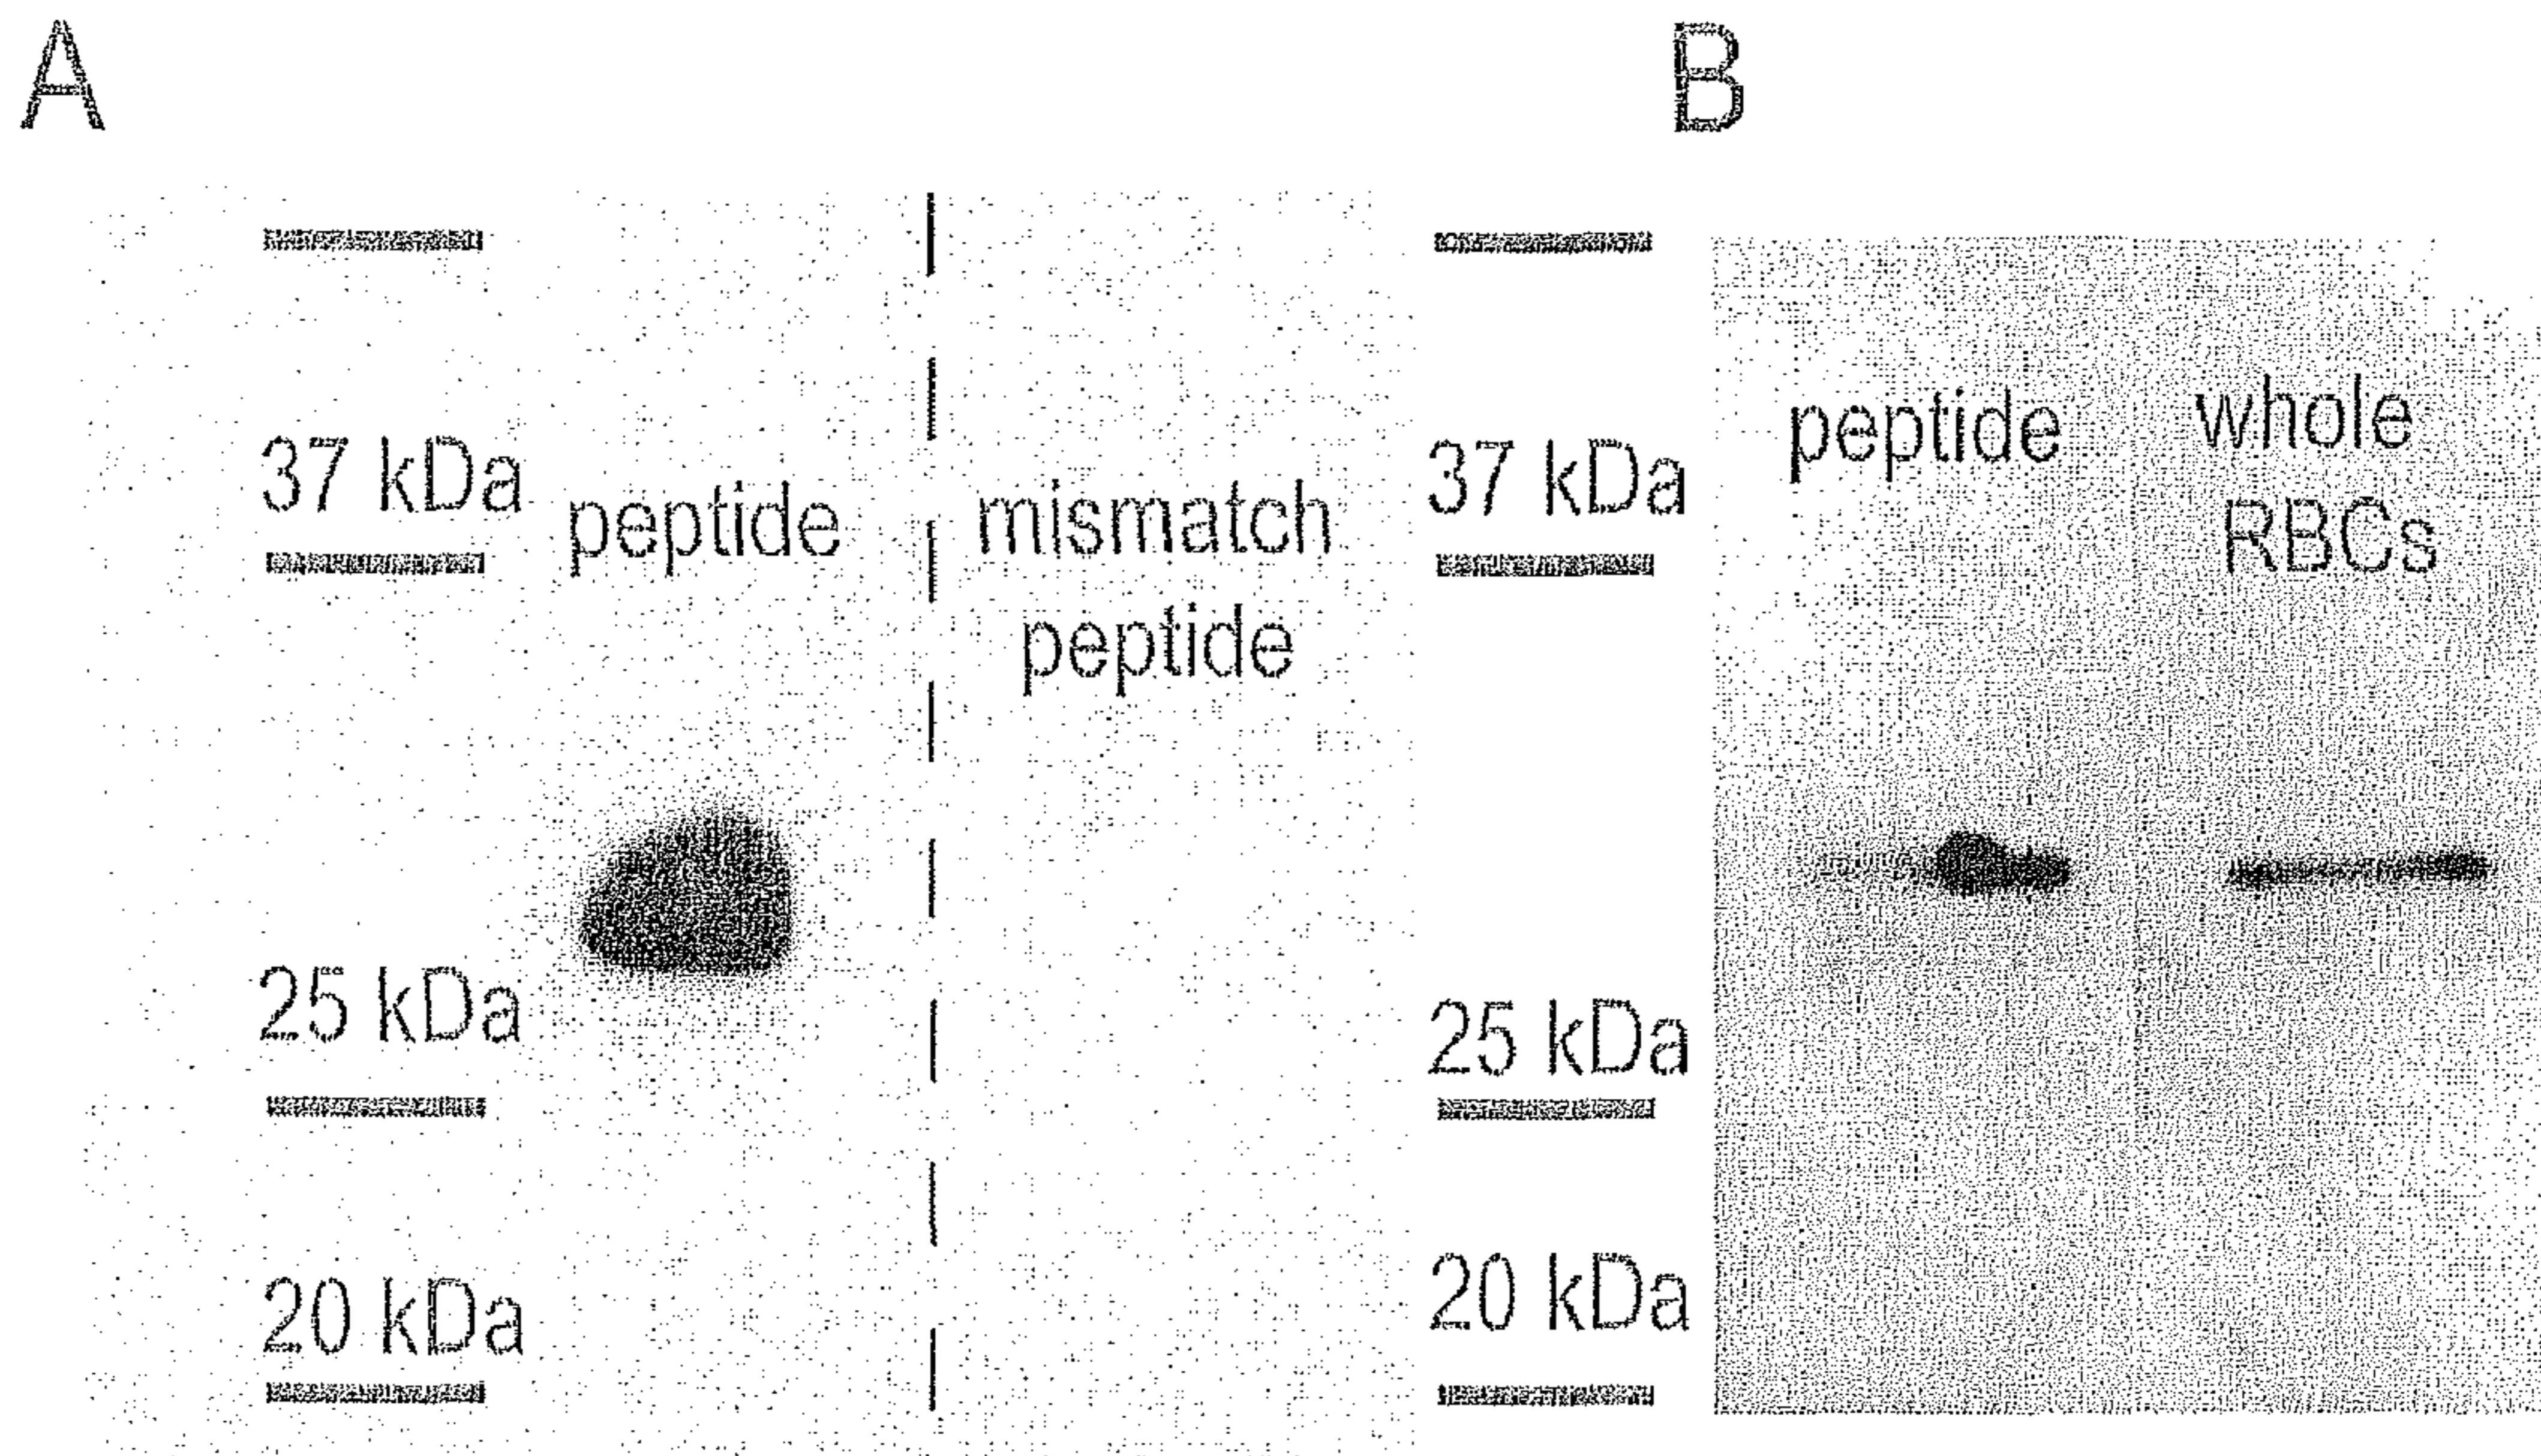 A
B
37 kDa
peptide
mismatch
peptide
25 kDa
20 kDa
37 kDa
peptide
whole
RBCs
25 kDa
20 kDa